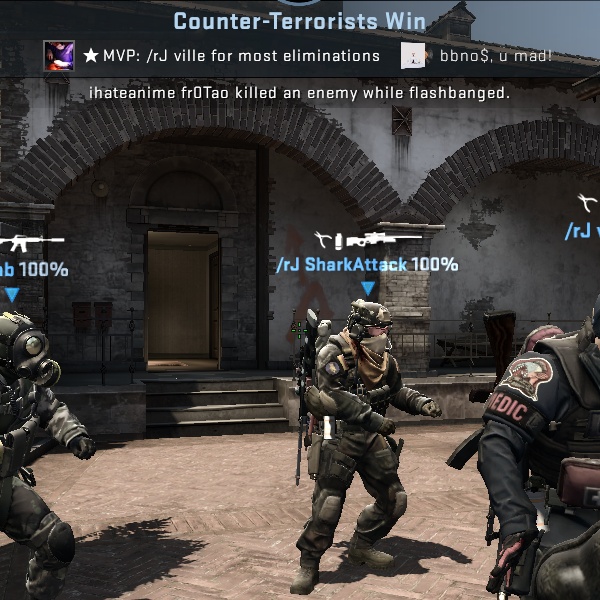 Counter-Terrorists Win
★ MVP: /rJ ville for most eliminations bbno$, u mad!
ihateanime fr0Tao killed an enemy while flashbanged.
/rJ
100%
/rJ SharkAttack 100%
MEDIC